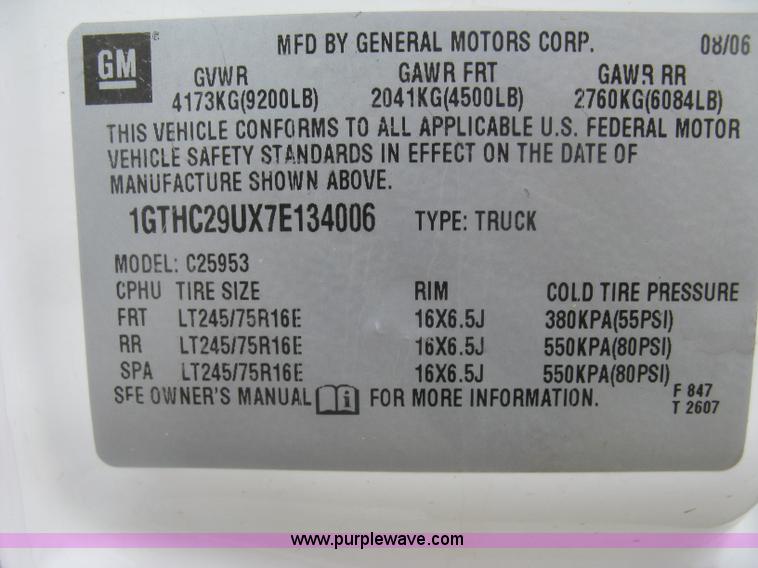 GM
MFD BY GENERAL MOTORS CORP. 08/06
GVWR GAWR FRT GAWR RR
4173KG(9200LB) 2041KG(4500LB) 2760KG(6084LB)
THIS VEHICLE CONFORMS TO ALL APPLICABLE U.S. FEDERAL MOTOR
VEHICLE SAFETY STANDARDS IN EFFECT ON THE DATE OF
MANUFACTURE SHOWN ABOVE.
1GTHC29UX7E134006 TYPE: TRUCK
MODEL: C25953
CPHU TIRE SIZE RIM COLD TIRE PRESSURE
FRT LT245/75R16E 16X6.5J 380KPA(55PSI)
RR LT245/75R16E 16X6.5J 550KPA(80PSI)
SPA LT245/75R16E 16X6.5J 550KPA(80PSI)
SEE OWNER'S MANUAL i FOR MORE INFORMATION. F 847
T 2607
www.purplewave.com